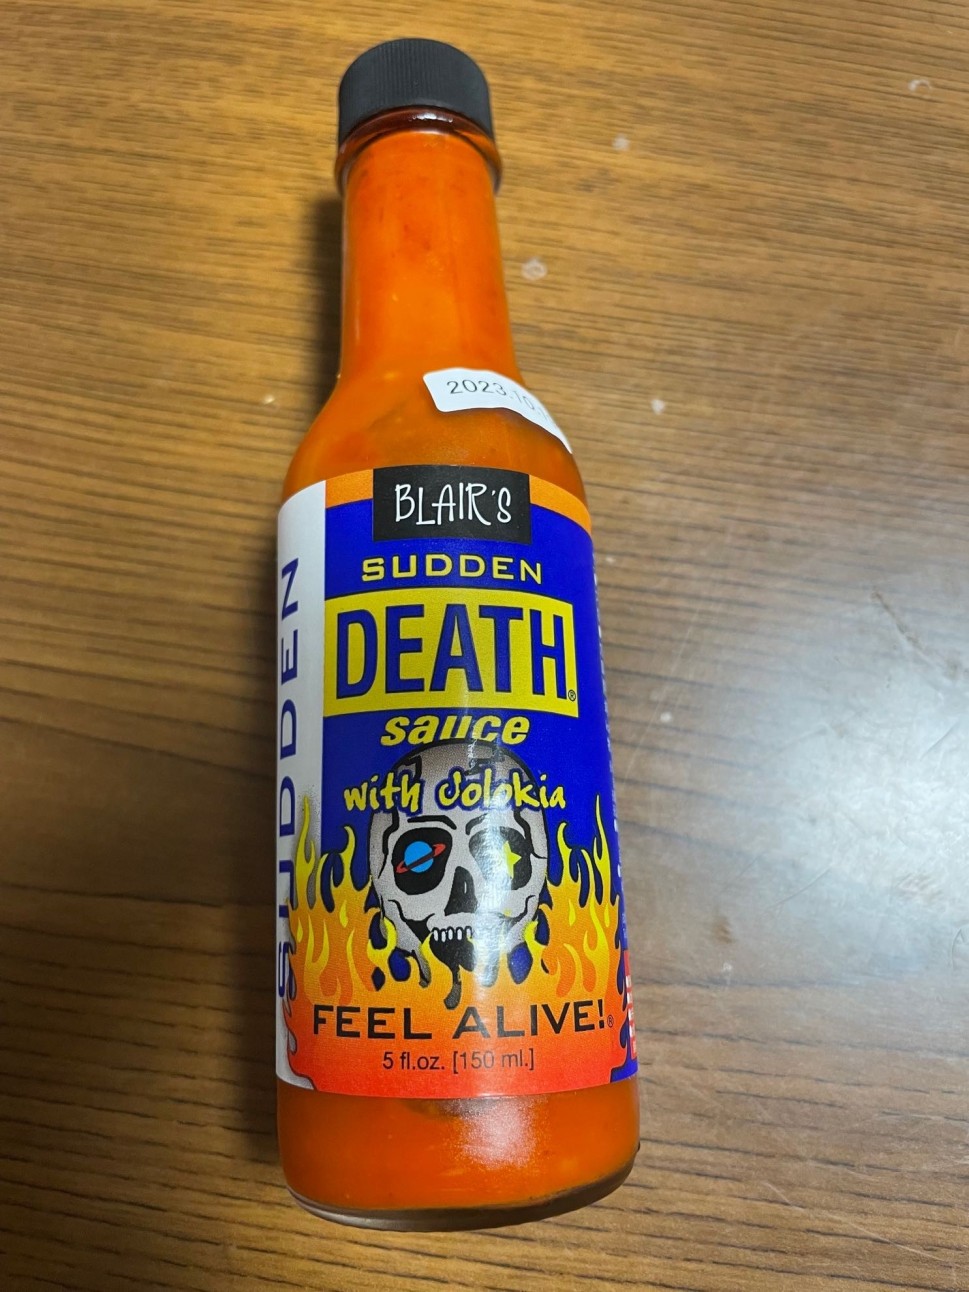 2023.10.
BLAIR'S
SUDDEN
DEATH®
sauce
with Jolokia
FEEL ALIVE!®
5 fl.oz. [150 ml.]
SUDDEN